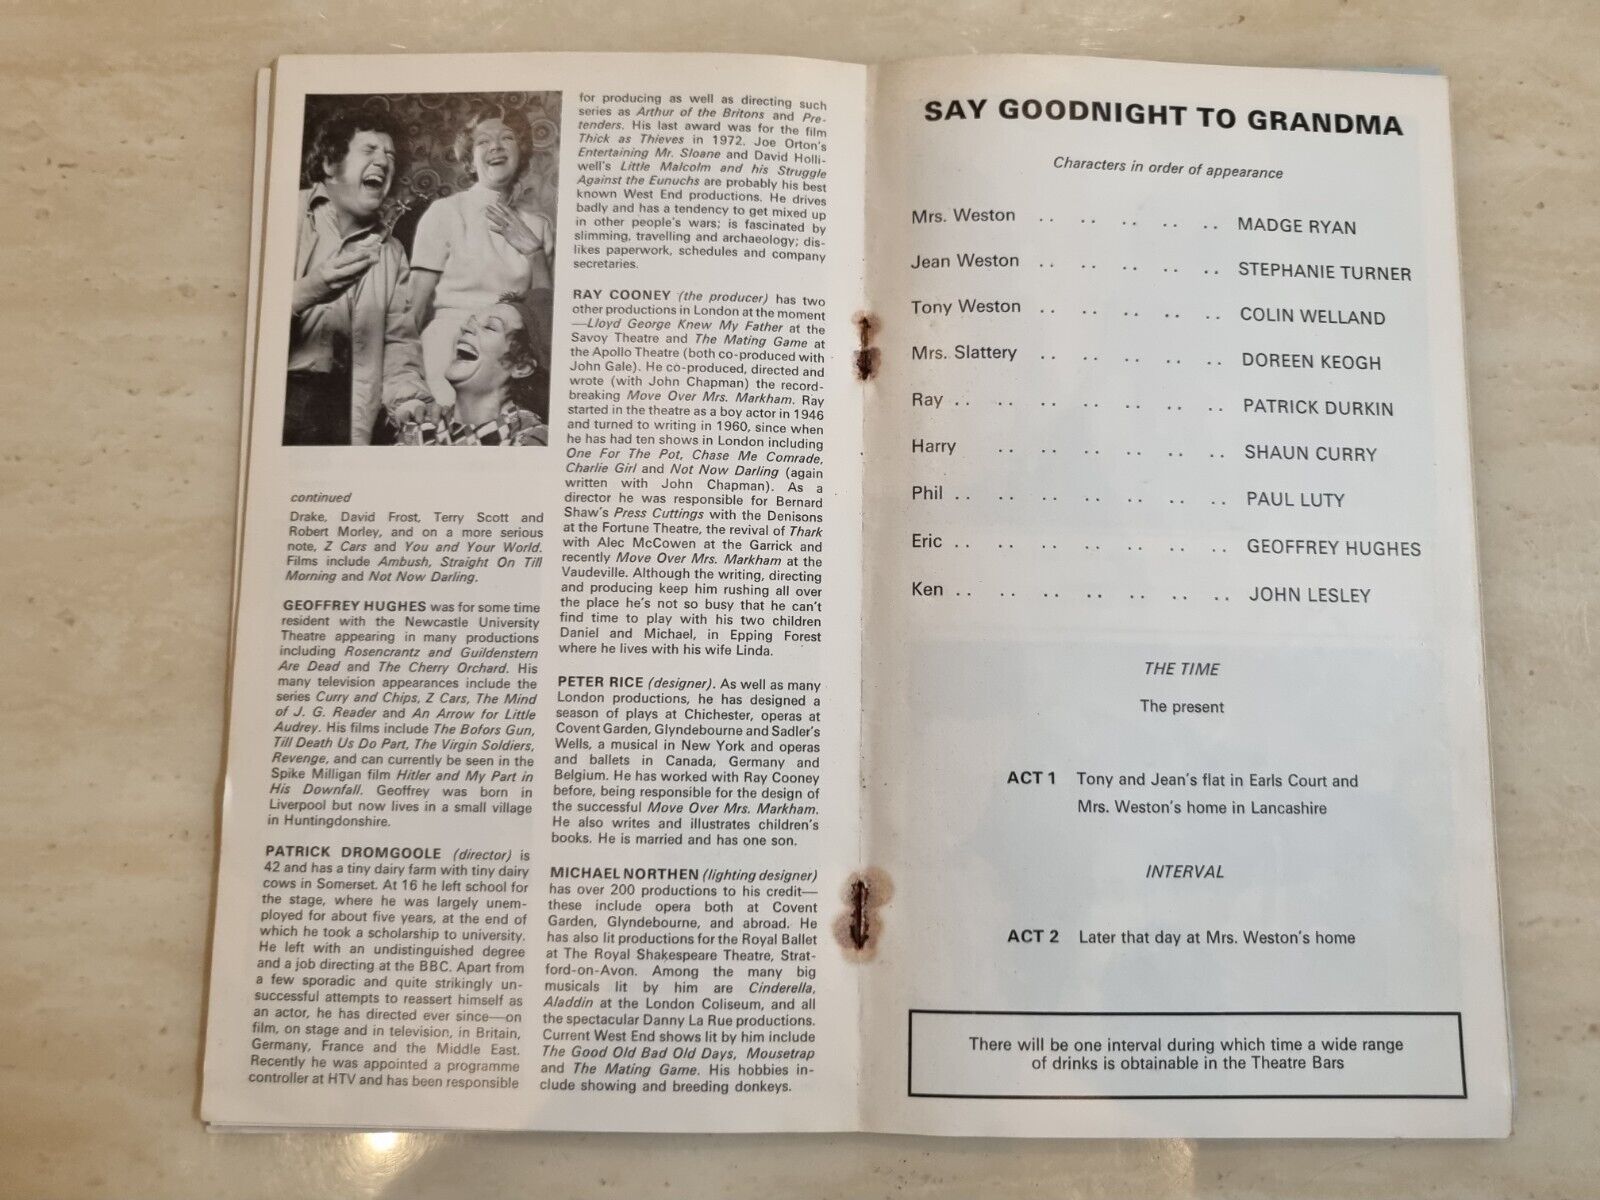 continued
Drake, David Frost, Terry Scott and
Robert Morley, and on a more serious
note, Z Cars and You and Your World.
Films include Ambush, Straight On Till
Morning and Not Now Darling.
GEOFFREY HUGHES was for some time
resident with the Newcastle University
Theatre appearing in many productions
including Rosencrantz and Guildenstern
Are Dead and The Cherry Orchard. His
many television appearances include the
series Curry and Chips, Z Cars, The Mind
of J. G. Reader and An Arrow for Little
Audrey. His films include The Bofors Gun,
Till Death Us Do Part, The Virgin Soldiers,
Revenge, and can currently be seen in the
Spike Milligan film Hitler and My Part in
His Downfall. Geoffrey was born in
Liverpool but now lives in a small village
in Huntingdonshire.
PATRICK DROMGOOLE (director) is
42 and has a tiny dairy farm with tiny dairy
cows in Somerset. At 16 he left school for
the stage, where he was largely unem-
ployed for about five years, at the end of
which he took a scholarship to university.
He left with an undistinguished degree
and a job directing at the BBC. Apart from
a few sporadic and quite strikingly un-
successful attempts to reassert himself as
an actor, he has directed ever since—on
film, on stage and in television, in Britain,
Germany, France and the Middle East.
Recently he was appointed a programme
controller at HTV and has been responsible
for producing as well as directing such
series as Arthur of the Britons and Pre-
tenders. His last award was for the film
Thick as Thieves in 1972. Joe Orton's
Entertaining Mr. Sloane and David Holli-
well's Little Malcolm and his Struggle
Against the Eunuchs are probably his best
known West End productions. He drives
badly and has a tendency to get mixed up
in other people's wars; is fascinated by
slimming, travelling and archaeology; dis-
likes paperwork, schedules and company
secretaries.
RAY COONEY (the producer) has two
other productions in London at the moment
—Lloyd George Knew My Father at the
Savoy Theatre and The Mating Game at
the Apollo Theatre (both co-produced with
John Gale). He co-produced, directed and
wrote (with John Chapman) the record-
breaking Move Over Mrs. Markham. Ray
started in the theatre as a boy actor in 1946
and turned to writing in 1960, since when
he has had ten shows in London including
One For The Pot, Chase Me Comrade,
Charlie Girl and Not Now Darling (again
written with John Chapman). As a
director he was responsible for Bernard
Shaw's Press Cuttings with the Denisons
at the Fortune Theatre, the revival of Thark
with Alec McCowen at the Garrick and
recently Move Over Mrs. Markham at the
Vaudeville. Although the writing, directing
and producing keep him rushing all over
the place he's not so busy that he can't
find time to play with his two children
Daniel and Michael, in Epping Forest
where he lives with his wife Linda.
PETER RICE (designer). As well as many
London productions, he has designed a
season of plays at Chichester, operas at
Covent Garden, Glyndebourne and Sadler's
Wells, a musical in New York and operas
and ballets in Canada, Germany and
Belgium. He has worked with Ray Cooney
before, being responsible for the design of
the successful Move Over Mrs. Markham.
He also writes and illustrates children's
books. He is married and has one son.
MICHAEL NORTHEN (lighting designer)
has over 200 productions to his credit—
these include opera both at Covent
Garden, Glyndebourne, and abroad. He
has also lit productions for the Royal Ballet
at The Royal Shakespeare Theatre, Strat-
ford-on-Avon. Among the many big
musicals lit by him are Cinderella,
Aladdin at the London Coliseum, and all
the spectacular Danny La Rue productions.
Current West End shows lit by him include
The Good Old Bad Old Days, Mousetrap
and The Mating Game. His hobbies in-
clude showing and breeding donkeys.
SAY GOODNIGHT TO GRANDMA
Characters in order of appearance
Mrs. Weston .. .. .. .. .. MADGE RYAN
Jean Weston .. .. .. .. .. STEPHANIE TURNER
Tony Weston .. .. .. .. .. COLIN WELLAND
Mrs. Slattery .. .. .. .. .. DOREEN KEOGH
Ray .. .. .. .. .. .. .. PATRICK DURKIN
Harry .. .. .. .. .. .. SHAUN CURRY
Phil .. .. .. .. .. .. .. PAUL LUTY
Eric .. .. .. .. .. .. .. GEOFFREY HUGHES
Ken .. .. .. .. .. .. .. JOHN LESLEY
THE TIME
The present
ACT 1 Tony and Jean's flat in Earls Court and
Mrs. Weston's home in Lancashire
INTERVAL
ACT 2 Later that day at Mrs. Weston's home
There will be one interval during which time a wide range
of drinks is obtainable in the Theatre Bars